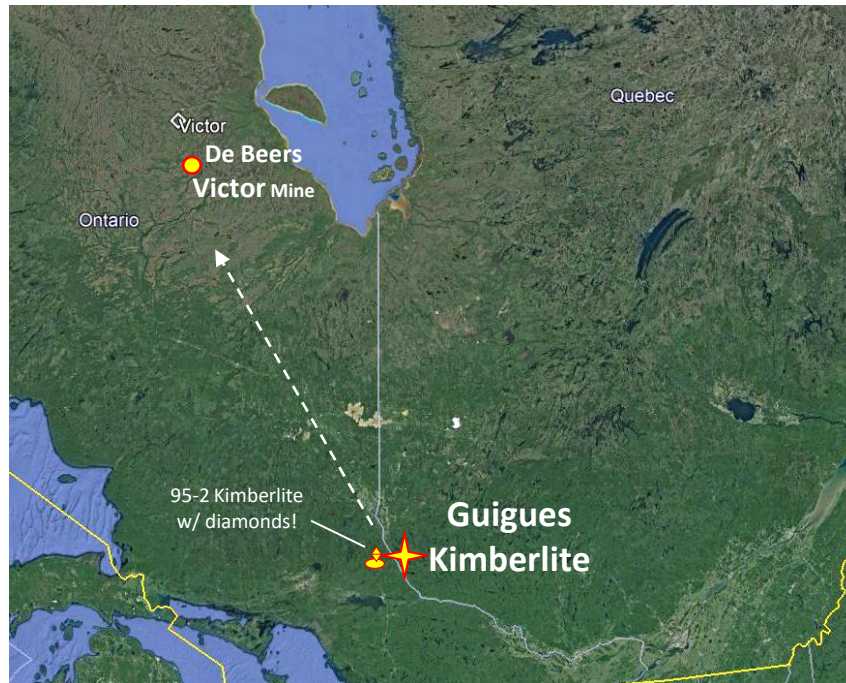 Quebec
Victor
De Beers
Victor Mine
Ontario
95-2 Kimberlite
w/ diamonds!
Guigues
Kimberlite